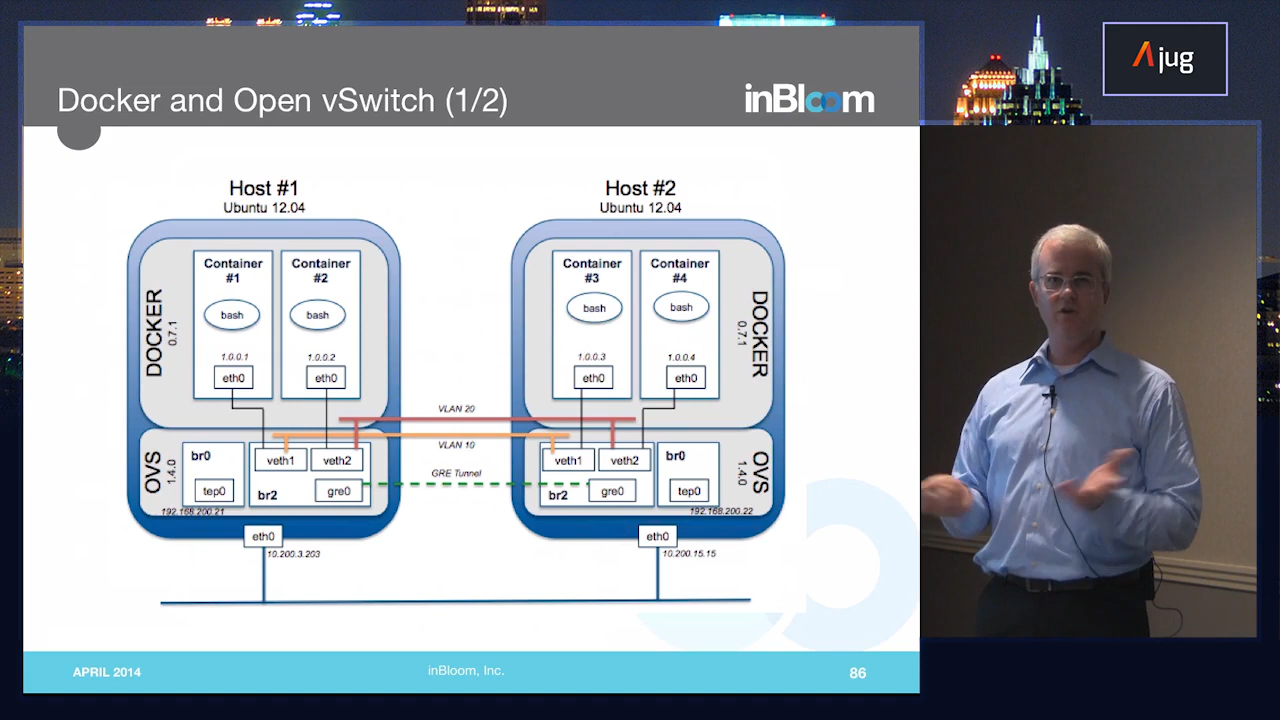 Docker and Open vSwitch (1/2)
inBloom
Ajug
Host #1
Ubuntu 12.04
Host #2
Ubuntu 12.04
DOCKER
0.7.1
Container
#1
bash
1.0.0.1
eth0
Container
#2
bash
1.0.0.2
eth0
Container
#3
bash
1.0.0.3
eth0
Container
#4
bash
1.0.0.4
eth0
DOCKER
0.7.1
VLAN 20
VLAN 10
GRE Tunnel
OVS
1.4.0
br0
tep0
192.168.200.21
veth1
veth2
br2
gre0
veth1
veth2
br2
gre0
br0
tep0
192.168.200.22
OVS
1.4.0
eth0
10.200.3.203
eth0
10.200.15.15
APRIL 2014
inBloom, Inc.
86